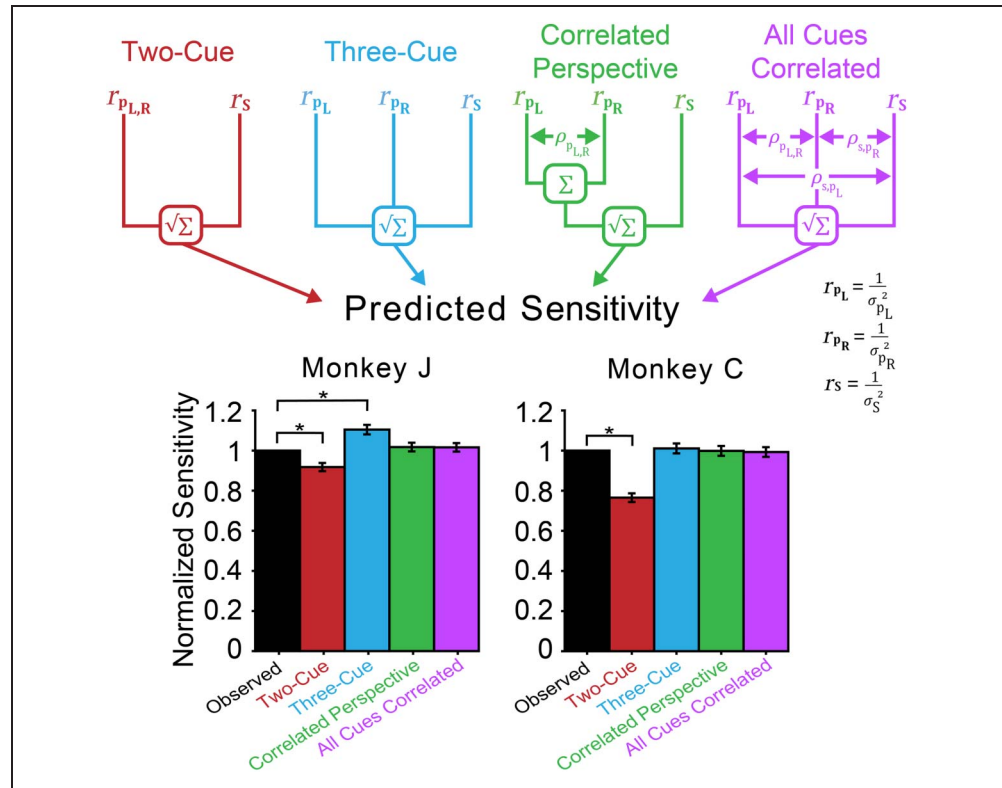 Two-Cue
Three-Cue
Correlated
Perspective
All Cues
Correlated
r_{p_{L,R}} r_S
r_{p_L} r_{p_R} r_S
r_{p_L} r_{p_R} r_S
r_{p_L} r_{p_R} r_S
ρ_{p_{L,R}}
ρ_{p_{L,R}} ρ_{s,p_R}
Σ
ρ_{s,p_L}
√Σ
√Σ
√Σ
√Σ
Predicted Sensitivity
r_{p_L} = 1/σ_{p_L}^2
r_{p_R} = 1/σ_{p_R}^2
r_S = 1/σ_S^2
Monkey J
Monkey C
Normalized Sensitivity
1.2
1
0.8
0.6
0.4
0.2
0
*
*
Observed
Two-Cue
Three-Cue
Correlated Perspective
All Cues Correlated
1.2
1
0.8
0.6
0.4
0.2
0
*
Observed
Two-Cue
Three-Cue
Correlated Perspective
All Cues Correlated